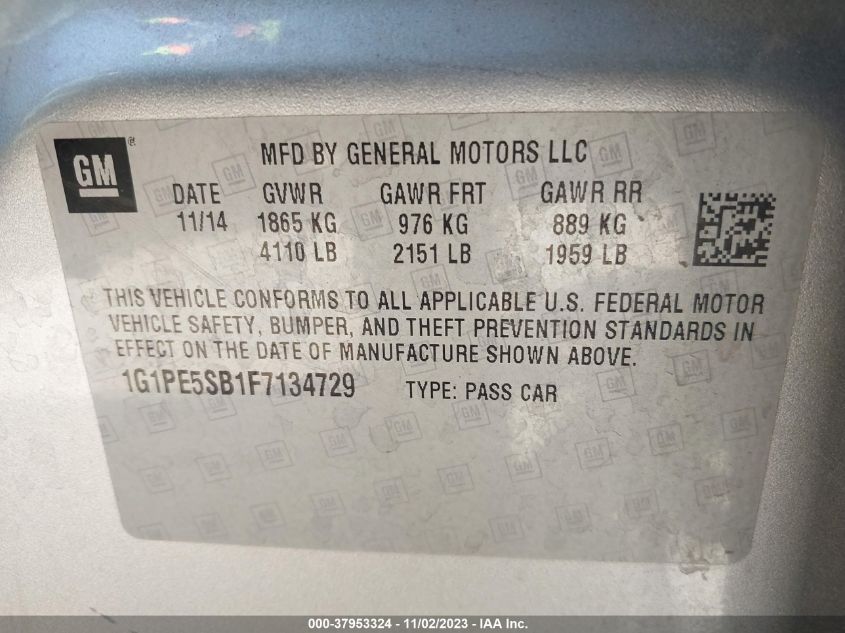 GM ®
MFD BY GENERAL MOTORS LLC
DATE GVWR GAWR FRT GAWR RR
11/14 1865 KG 976 KG 889 KG
4110 LB 2151 LB 1959 LB
THIS VEHICLE CONFORMS TO ALL APPLICABLE U.S. FEDERAL MOTOR
VEHICLE SAFETY, BUMPER, AND THEFT PREVENTION STANDARDS IN
EFFECT ON THE DATE OF MANUFACTURE SHOWN ABOVE.
1G1PE5SB1F7134729 TYPE: PASS CAR
000-37953324 - 11/02/2023 - IAA Inc.